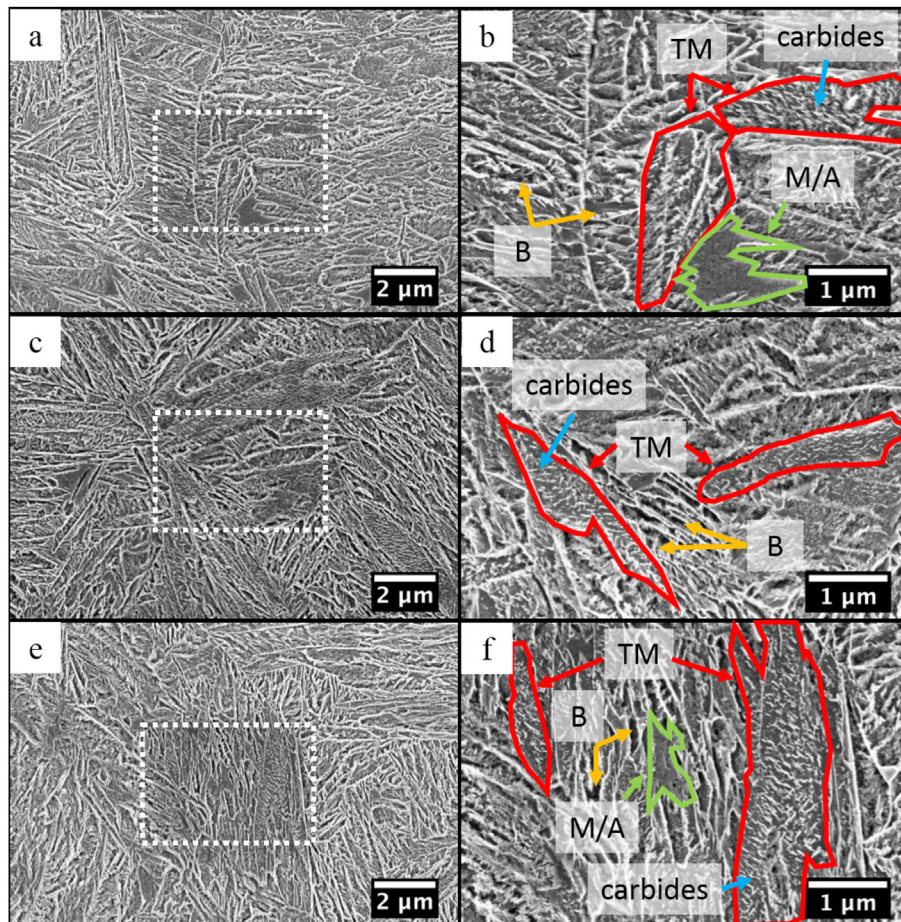 a
2 µm
b
TM
carbides
M/A
B
1 µm
c
2 µm
d
carbides
TM
B
1 µm
e
2 µm
f
TM
B
M/A
carbides
1 µm